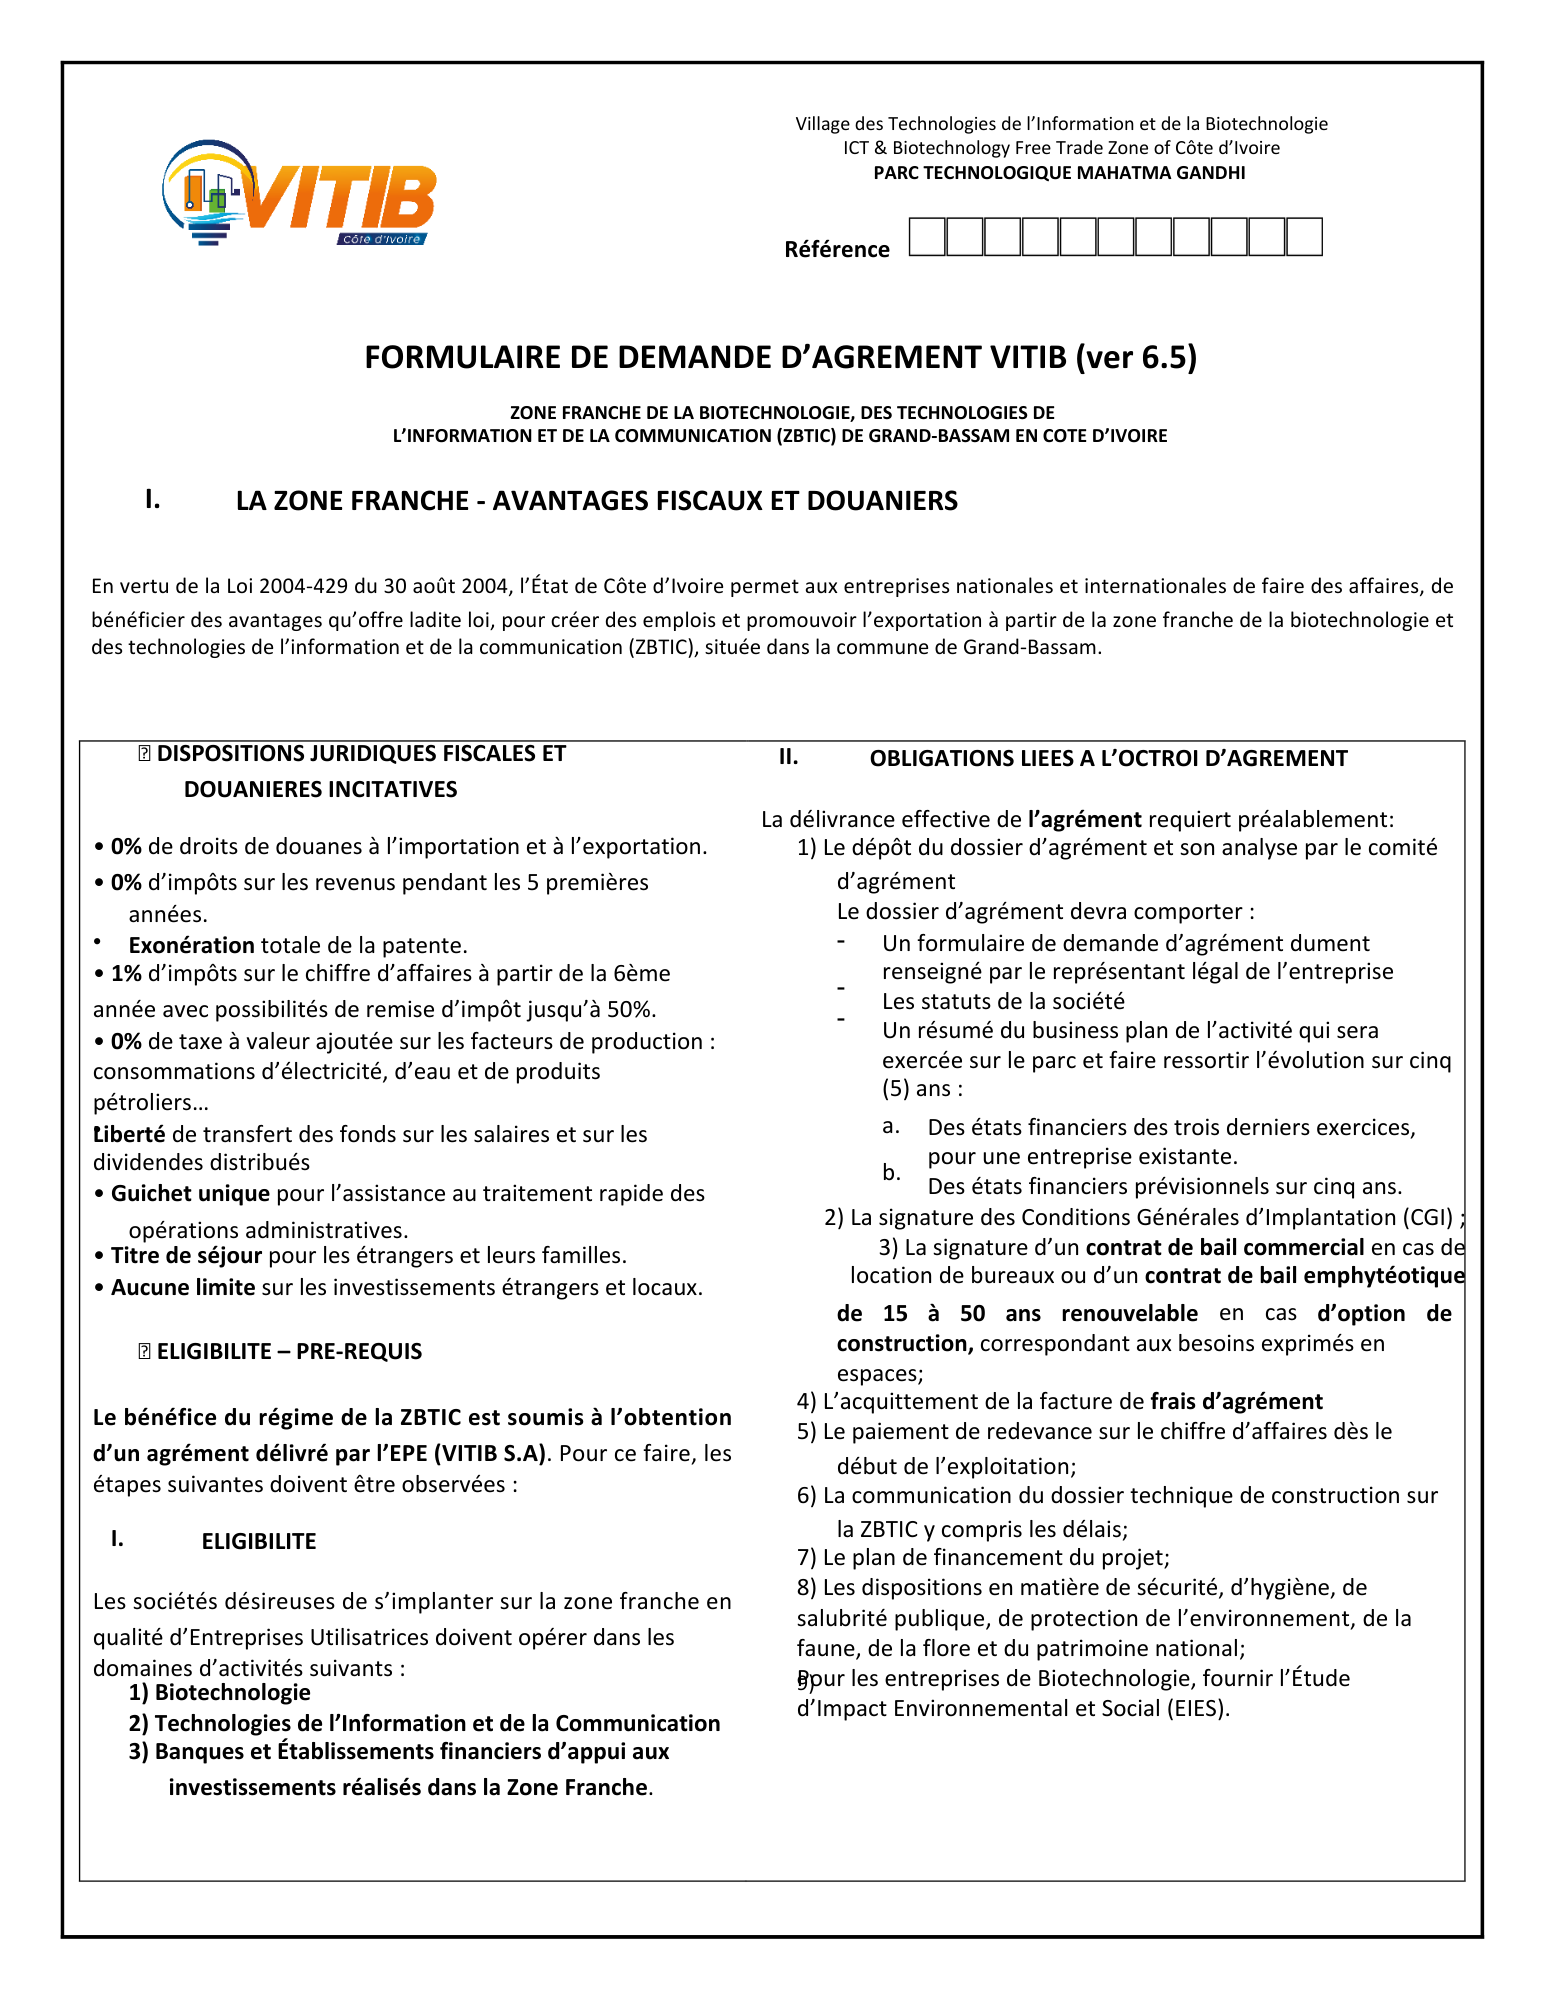 VITIB
Côte d'Ivoire
Village des Technologies de l’Information et de la Biotechnologie
ICT & Biotechnology Free Trade Zone of Côte d’Ivoire
PARC TECHNOLOGIQUE MAHATMA GANDHI
Référence
FORMULAIRE DE DEMANDE D’AGREMENT VITIB (ver 6.5)
ZONE FRANCHE DE LA BIOTECHNOLOGIE, DES TECHNOLOGIES DE
L’INFORMATION ET DE LA COMMUNICATION (ZBTIC) DE GRAND-BASSAM EN COTE D’IVOIRE
I. LA ZONE FRANCHE - AVANTAGES FISCAUX ET DOUANIERS
En vertu de la Loi 2004-429 du 30 août 2004, l’État de Côte d’Ivoire permet aux entreprises nationales et internationales de faire des affaires, de
bénéficier des avantages qu’offre ladite loi, pour créer des emplois et promouvoir l’exportation à partir de la zone franche de la biotechnologie et
des technologies de l’information et de la communication (ZBTIC), située dans la commune de Grand-Bassam.
DISPOSITIONS JURIDIQUES FISCALES ET
DOUANIERES INCITATIVES
• 0% de droits de douanes à l’importation et à l’exportation.
• 0% d’impôts sur les revenus pendant les 5 premières
années.
• Exonération totale de la patente.
• 1% d’impôts sur le chiffre d’affaires à partir de la 6ème
année avec possibilités de remise d’impôt jusqu’à 50%.
• 0% de taxe à valeur ajoutée sur les facteurs de production :
consommations d’électricité, d’eau et de produits
pétroliers…
• Liberté de transfert des fonds sur les salaires et sur les
dividendes distribués
• Guichet unique pour l’assistance au traitement rapide des
opérations administratives.
• Titre de séjour pour les étrangers et leurs familles.
• Aucune limite sur les investissements étrangers et locaux.
ELIGIBILITE – PRE-REQUIS
Le bénéfice du régime de la ZBTIC est soumis à l’obtention
d’un agrément délivré par l’EPE (VITIB S.A). Pour ce faire, les
étapes suivantes doivent être observées :
I. ELIGIBILITE
Les sociétés désireuses de s’implanter sur la zone franche en
qualité d’Entreprises Utilisatrices doivent opérer dans les
domaines d’activités suivants :
1) Biotechnologie
2) Technologies de l’Information et de la Communication
3) Banques et Établissements financiers d’appui aux
investissements réalisés dans la Zone Franche.
II. OBLIGATIONS LIEES A L’OCTROI D’AGREMENT
La délivrance effective de l’agrément requiert préalablement:
1) Le dépôt du dossier d’agrément et son analyse par le comité
d’agrément
Le dossier d’agrément devra comporter :
- Un formulaire de demande d’agrément dument
renseigné par le représentant légal de l’entreprise
- Les statuts de la société
- Un résumé du business plan de l’activité qui sera
exercée sur le parc et faire ressortir l’évolution sur cinq
(5) ans :
a. Des états financiers des trois derniers exercices,
pour une entreprise existante.
b. Des états financiers prévisionnels sur cinq ans.
2) La signature des Conditions Générales d’Implantation (CGI) ;
3) La signature d’un contrat de bail commercial en cas de
location de bureaux ou d’un contrat de bail emphytéotique
de 15 à 50 ans renouvelable en cas d’option de
construction, correspondant aux besoins exprimés en
espaces;
4) L’acquittement de la facture de frais d’agrément
5) Le paiement de redevance sur le chiffre d’affaires dès le
début de l’exploitation;
6) La communication du dossier technique de construction sur
la ZBTIC y compris les délais;
7) Le plan de financement du projet;
8) Les dispositions en matière de sécurité, d’hygiène, de
salubrité publique, de protection de l’environnement, de la
faune, de la flore et du patrimoine national;
9) Pour les entreprises de Biotechnologie, fournir l’Étude
d’Impact Environnemental et Social (EIES).